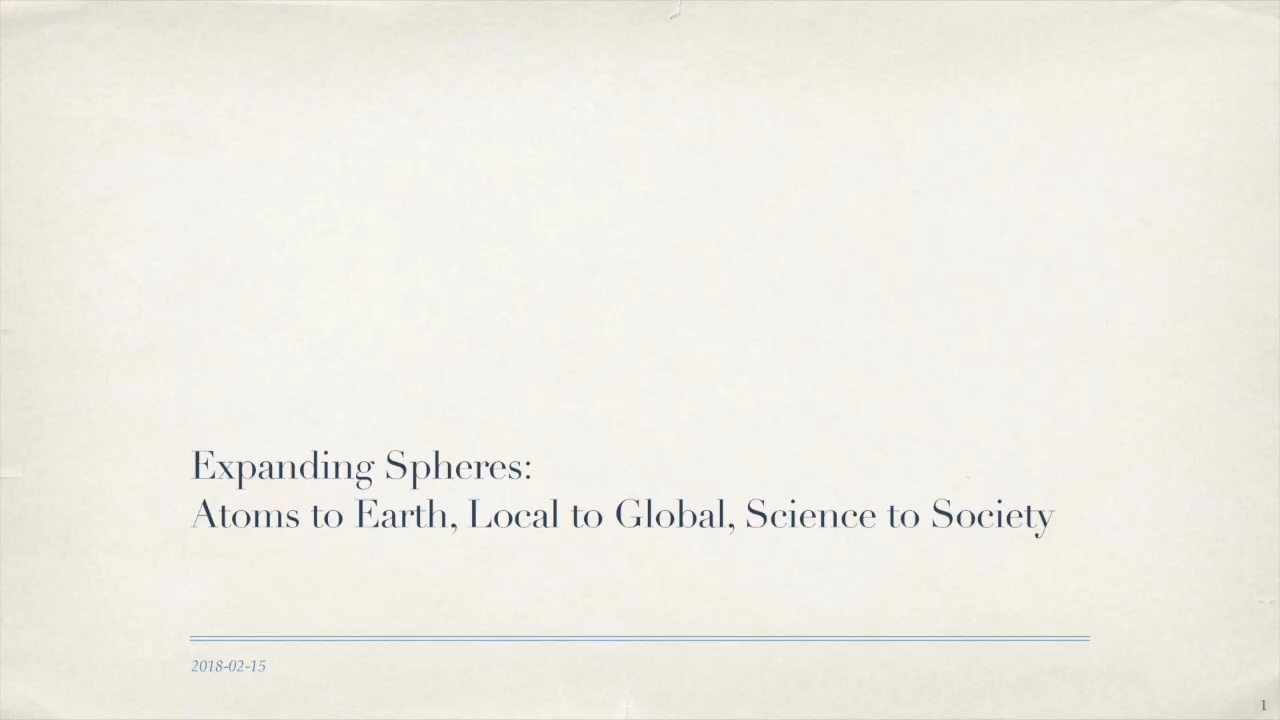 Expanding Spheres:
Atoms to Earth, Local to Global, Science to Society
2018-02-15
1